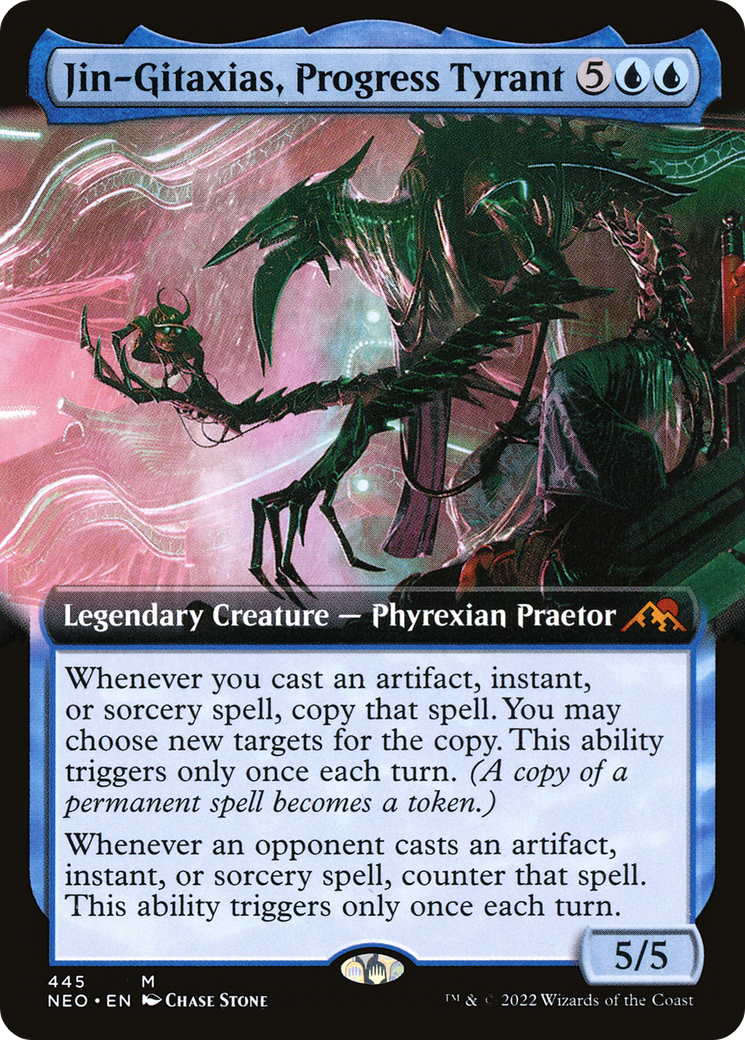 Jin-Gitaxias, Progress Tyrant 5
Legendary Creature — Phyrexian Praetor
Whenever you cast an artifact, instant,
or sorcery spell, copy that spell. You may
choose new targets for the copy. This ability
triggers only once each turn. (A copy of a
permanent spell becomes a token.)
Whenever an opponent casts an artifact,
instant, or sorcery spell, counter that spell.
This ability triggers only once each turn.
5/5
445 M
NEO • EN Chase Stone
™ & © 2022 Wizards of the Coast